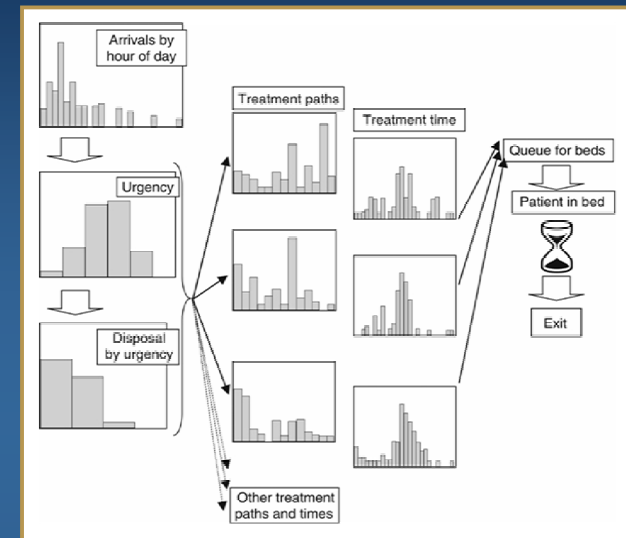 Arrivals by
hour of day
Urgency
Disposal
by urgency
Treatment paths
Treatment time
Queue for beds
Patient in bed
Exit
Other treatment
paths and times